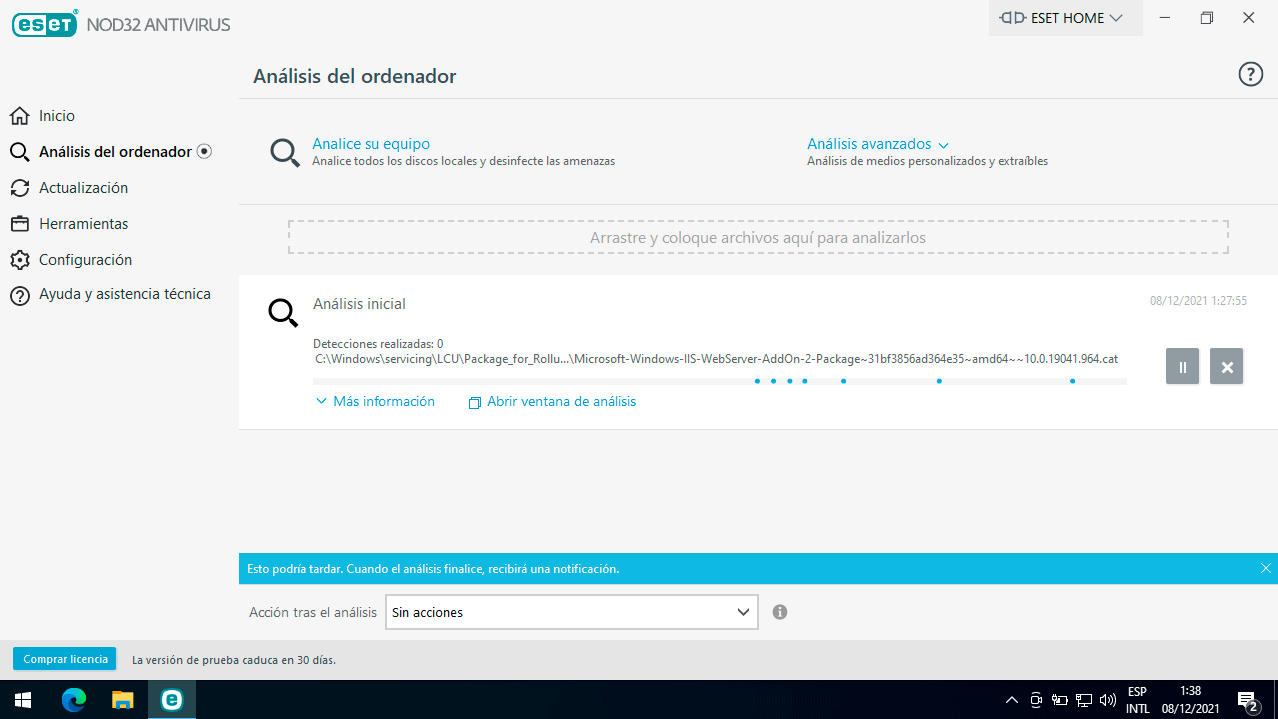 eset® NOD32 ANTIVIRUS
ESET HOME
Análisis del ordenador
?
Inicio
Análisis del ordenador
Actualización
Herramientas
Configuración
Ayuda y asistencia técnica
Analice su equipo
Analice todos los discos locales y desinfecte las amenazas
Análisis avanzados
Análisis de medios personalizados y extraíbles
Arrastre y coloque archivos aquí para analizarlos
Análisis inicial
08/12/2021 1:27:55
Detecciones realizadas: 0
C:\Windows\servicing\LCU\Package_for_Rollu...\Microsoft-Windows-IIS-WebServer-AddOn-2-Package~31bf3856ad364e35~amd64~~10.0.19041.964.cat
Más información
Abrir ventana de análisis
Esto podría tardar. Cuando el análisis finalice, recibirá una notificación.
Acción tras el análisis
Sin acciones
Comprar licencia
La versión de prueba caduca en 30 días.
e
ESP
INTL
1:38
08/12/2021
2